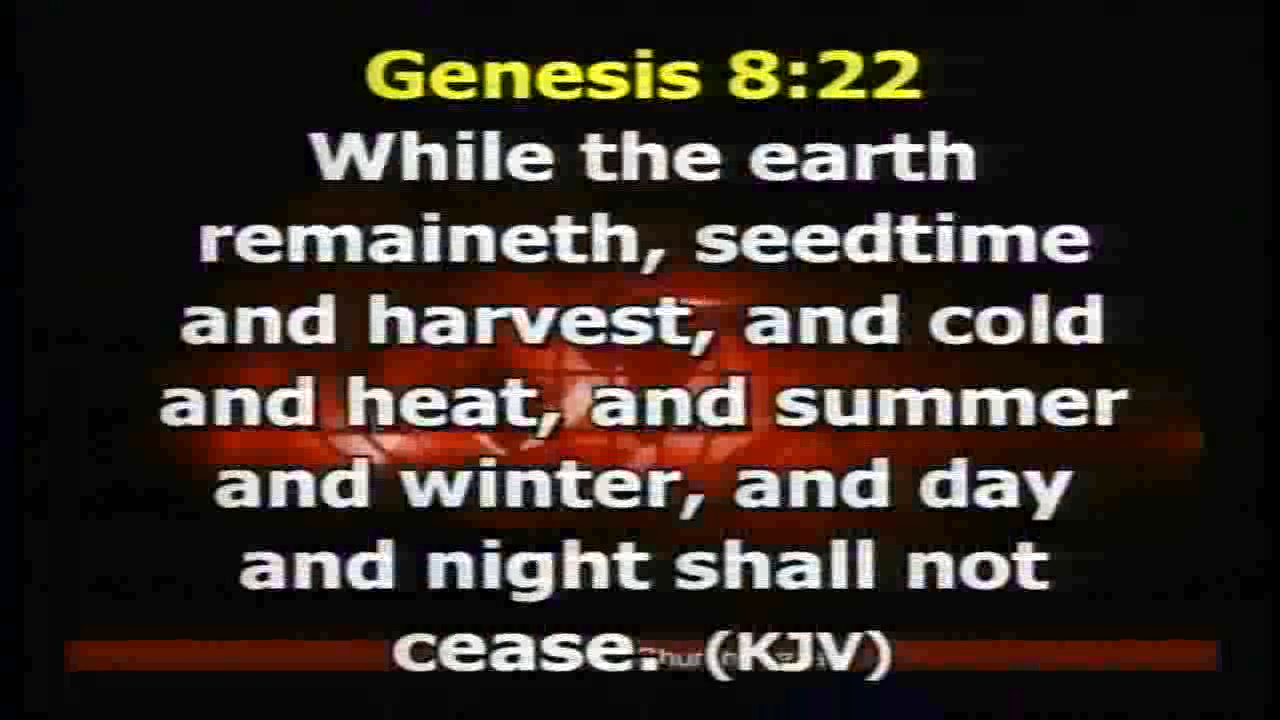 Genesis 8:22
While the earth
remaineth, seedtime
and harvest, and cold
and heat, and summer
and winter, and day
and night shall not
cease. (KJV)